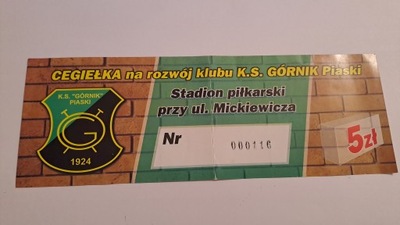 CEGIEŁKA na rozwój klubu K.S. GÓRNIK Piaski
K.S. "GÓRNIK"
PIASKI
G
1924
Stadion piłkarski
przy ul. Mickiewicza
Nr
000116
5zł